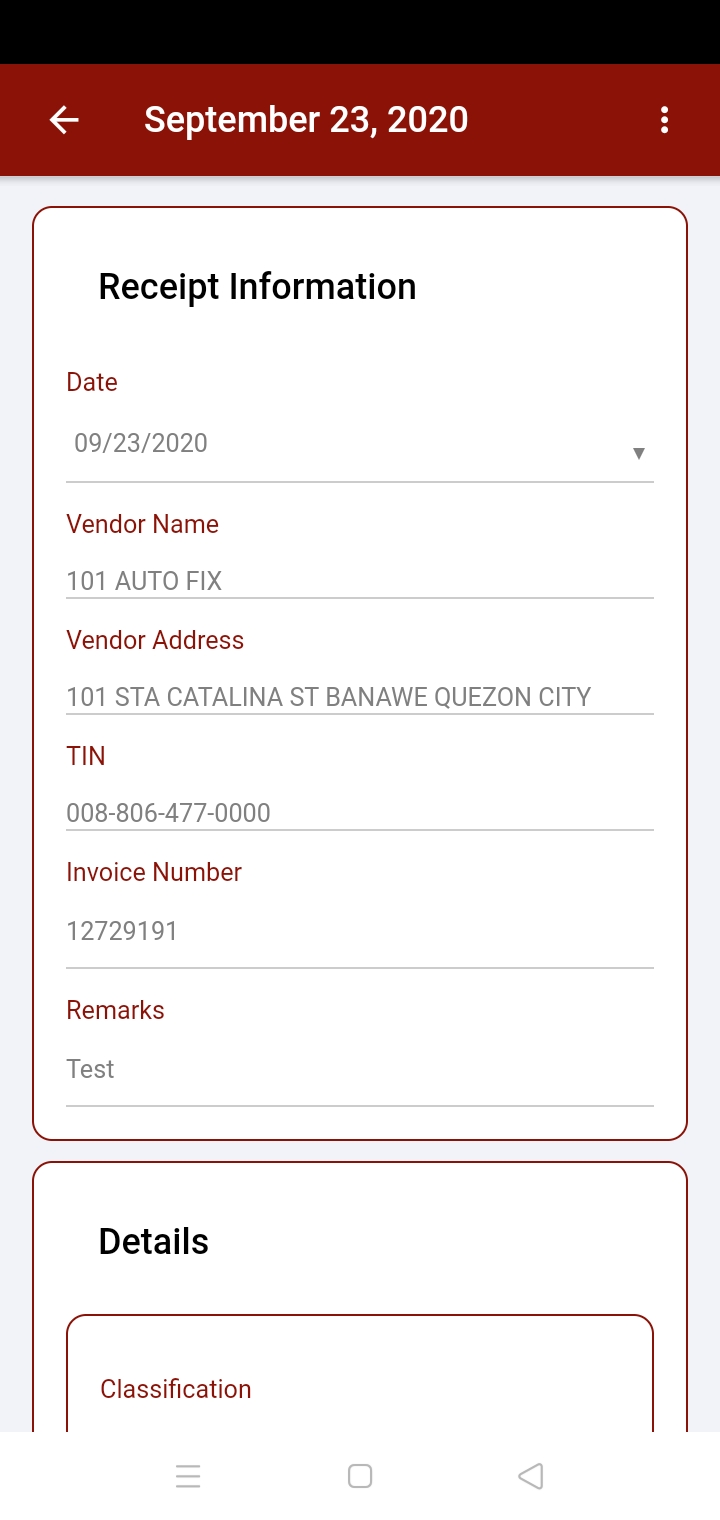 September 23, 2020
Receipt Information
Date
09/23/2020
Vendor Name
101 AUTO FIX
Vendor Address
101 STA CATALINA ST BANAWE QUEZON CITY
TIN
008-806-477-0000
Invoice Number
12729191
Remarks
Test
Details
Classification